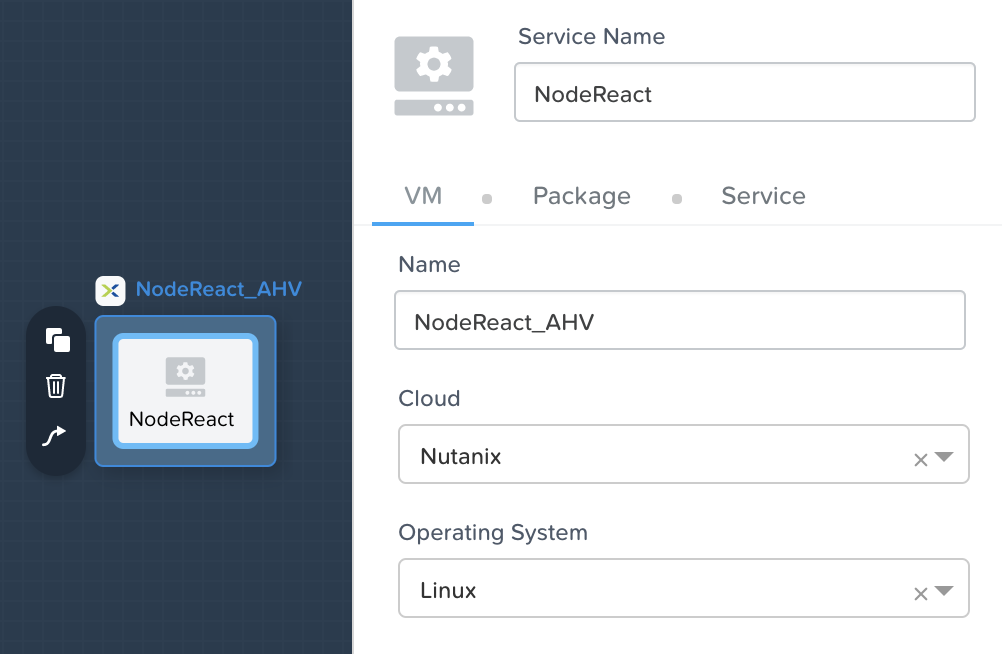 NodeReact_AHV
NodeReact
Service Name
NodeReact
VM
Package
Service
Name
NodeReact_AHV
Cloud
Nutanix
Operating System
Linux